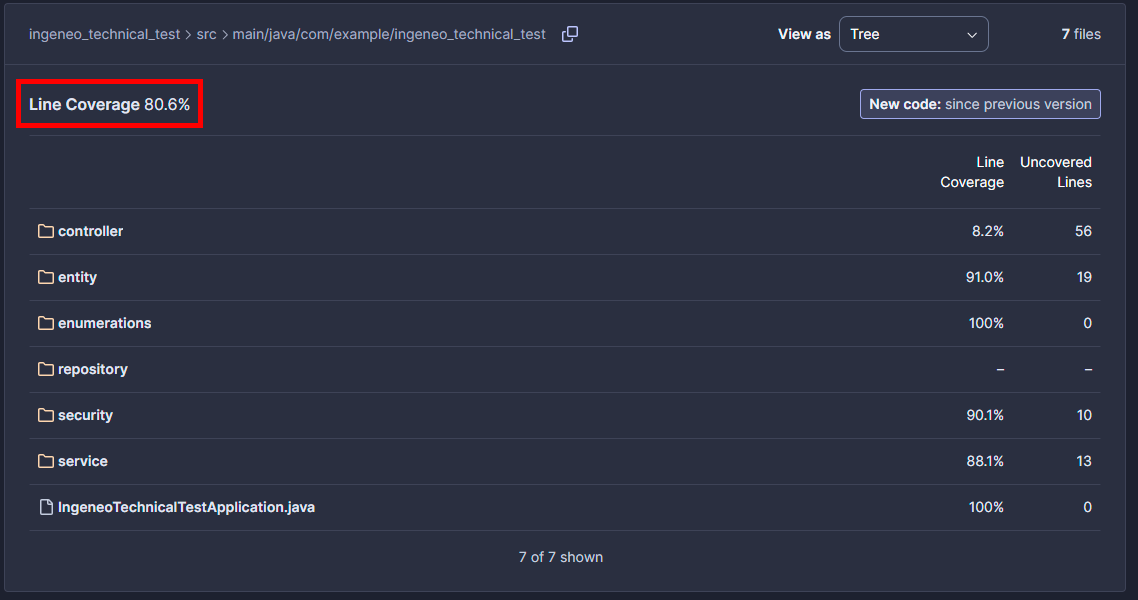 ingeneo_technical_test > src > main/java/com/example/ingeneo_technical_test View as Tree 7 files
Line Coverage 80.6% New code: since previous version
Line Coverage Uncovered Lines
controller 8.2% 56
entity 91.0% 19
enumerations 100% 0
repository – –
security 90.1% 10
service 88.1% 13
IngeneoTechnicalTestApplication.java 100% 0
7 of 7 shown